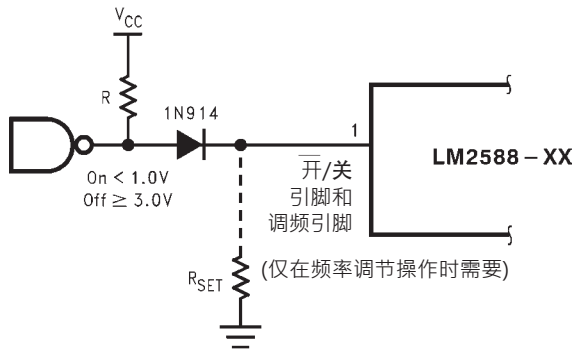 VCC
R
1N914
1
On < 1.0V
Off ≥ 3.0V
开/关
引脚和
调频引脚
LM2588-XX
RSET
(仅在频率调节操作时需要)